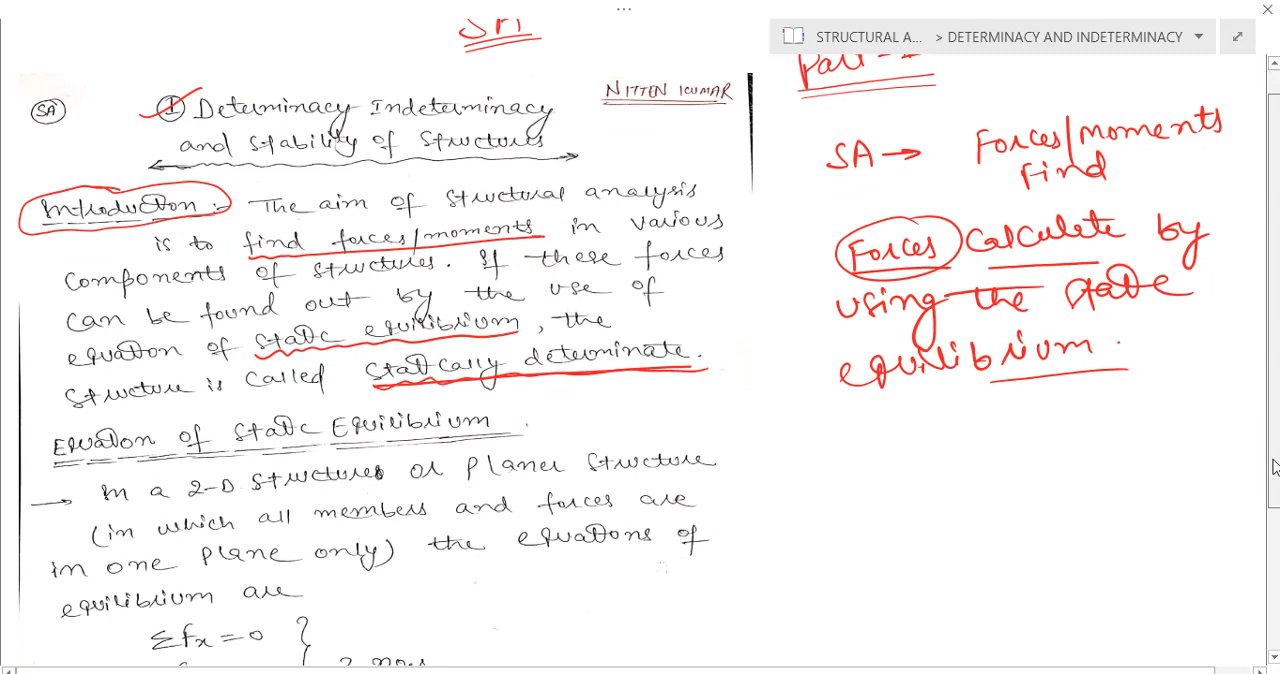 STRUCTURAL A... > DETERMINACY AND INDETERMINACY
SA
① Determinacy Indeterminacy
and stability of structures
NITTEN KUMAR
Introduction :- The aim of structural analysis
is to find forces/moments in various
components of structures. If these forces
can be found out by the use of
equation of static equilibrium, the
structure is called statically determinate.
Equation of static Equilibrium
→ In a 2-D structures or planer structure
(in which all members and forces are
in one plane only) the equations of
equilibrium are
Σfx = 0 }
SA → Forces/moments
find
Forces calculate by
using the static
equilibrium.